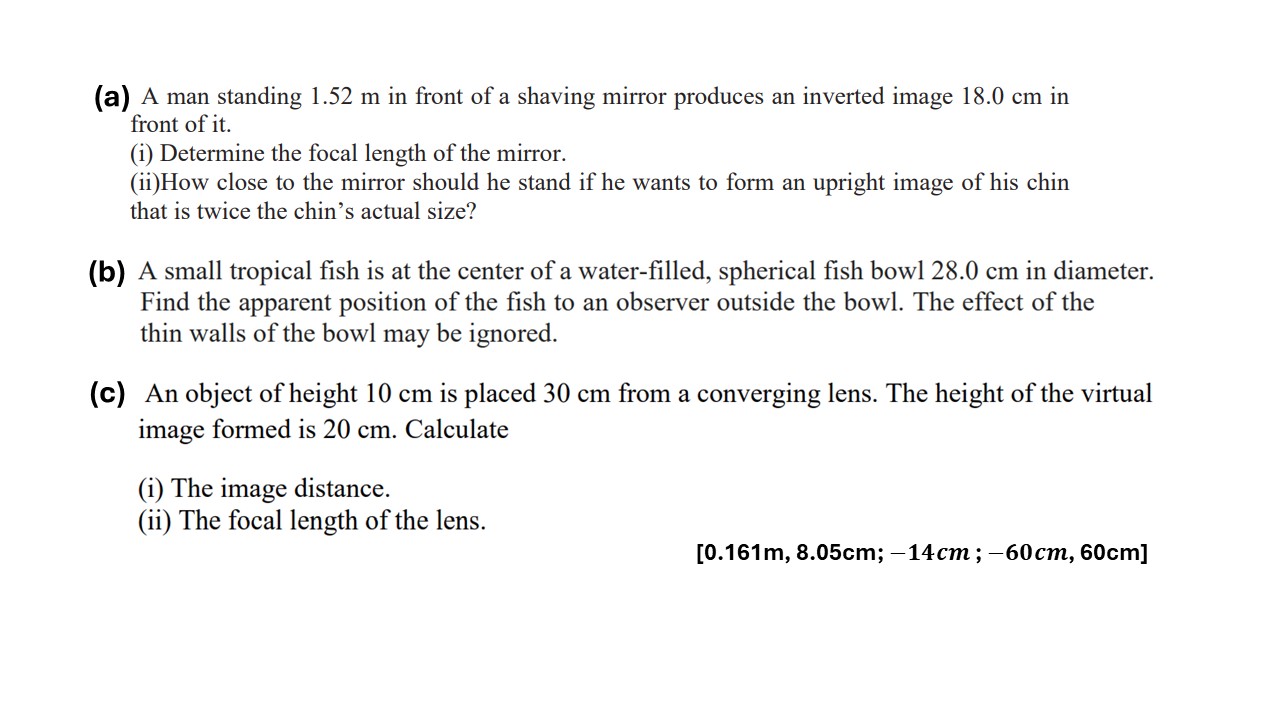 (a) A man standing 1.52 m in front of a shaving mirror produces an inverted image 18.0 cm in
front of it.
(i) Determine the focal length of the mirror.
(ii)How close to the mirror should he stand if he wants to form an upright image of his chin
that is twice the chin’s actual size?
(b) A small tropical fish is at the center of a water-filled, spherical fish bowl 28.0 cm in diameter.
Find the apparent position of the fish to an observer outside the bowl. The effect of the
thin walls of the bowl may be ignored.
(c) An object of height 10 cm is placed 30 cm from a converging lens. The height of the virtual
image formed is 20 cm. Calculate
(i) The image distance.
(ii) The focal length of the lens.
[0.161m, 8.05cm; −14cm ; −60cm, 60cm]